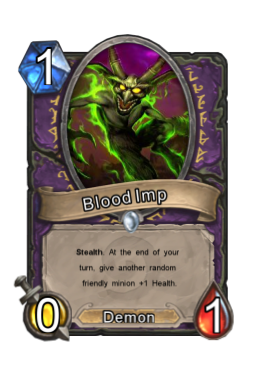 1
Blood Imp
Stealth. At the end of your
turn, give another random
friendly minion +1 Health.
0
Demon
1